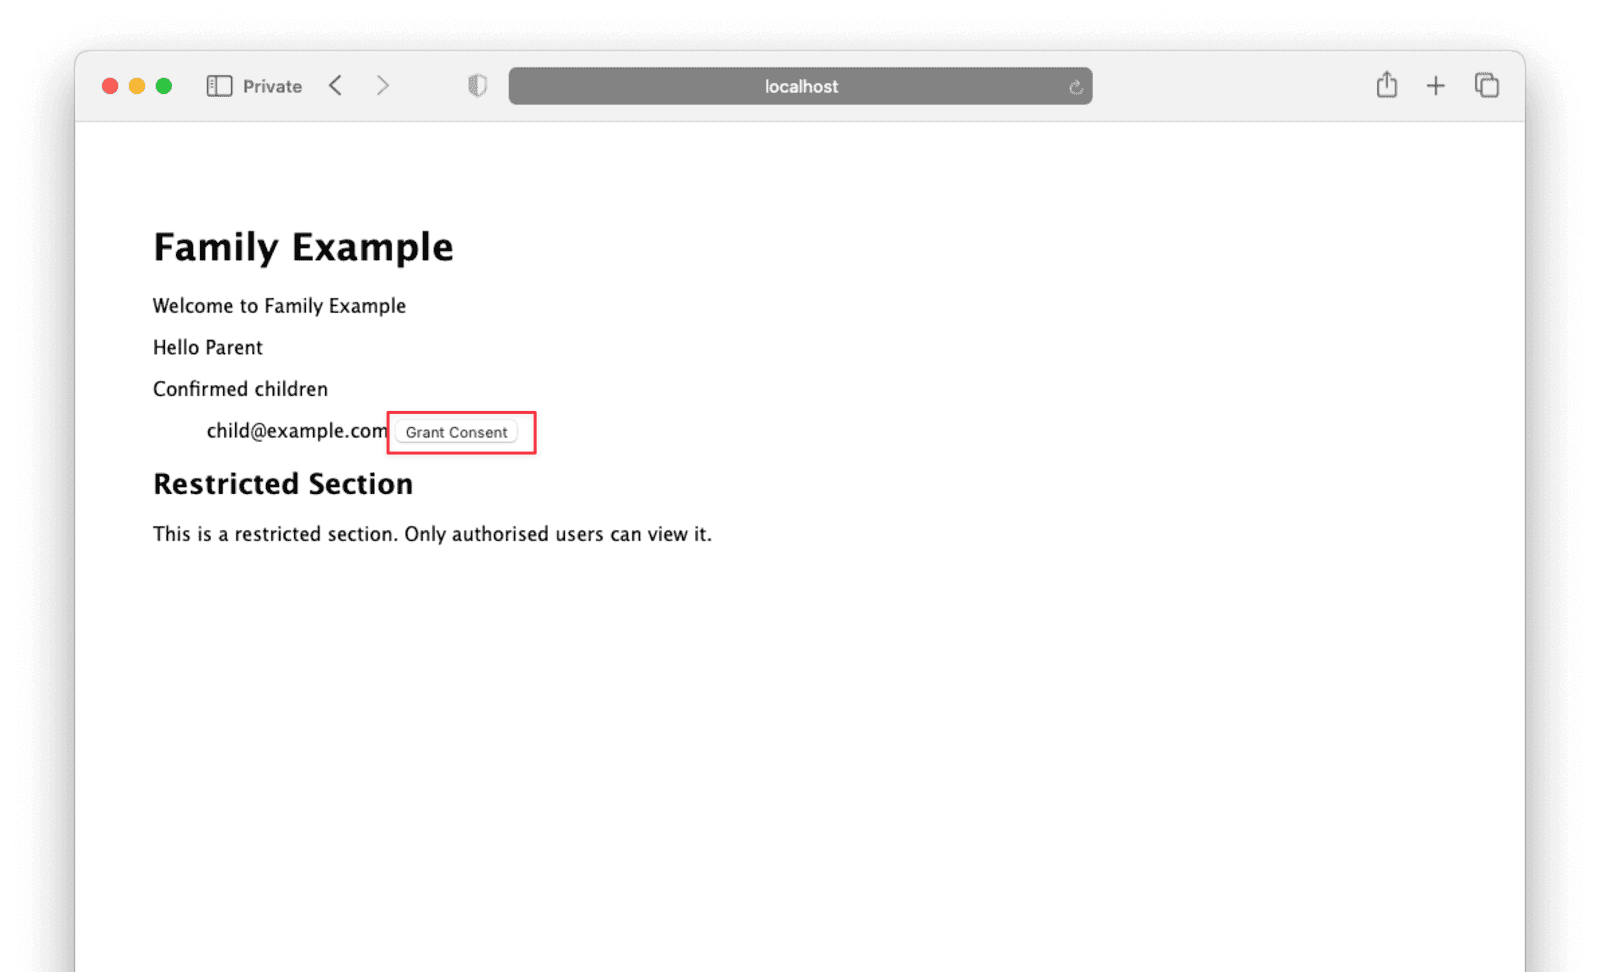 Private
localhost
Family Example
Welcome to Family Example
Hello Parent
Confirmed children
child@example.com Grant Consent
Restricted Section
This is a restricted section. Only authorised users can view it.